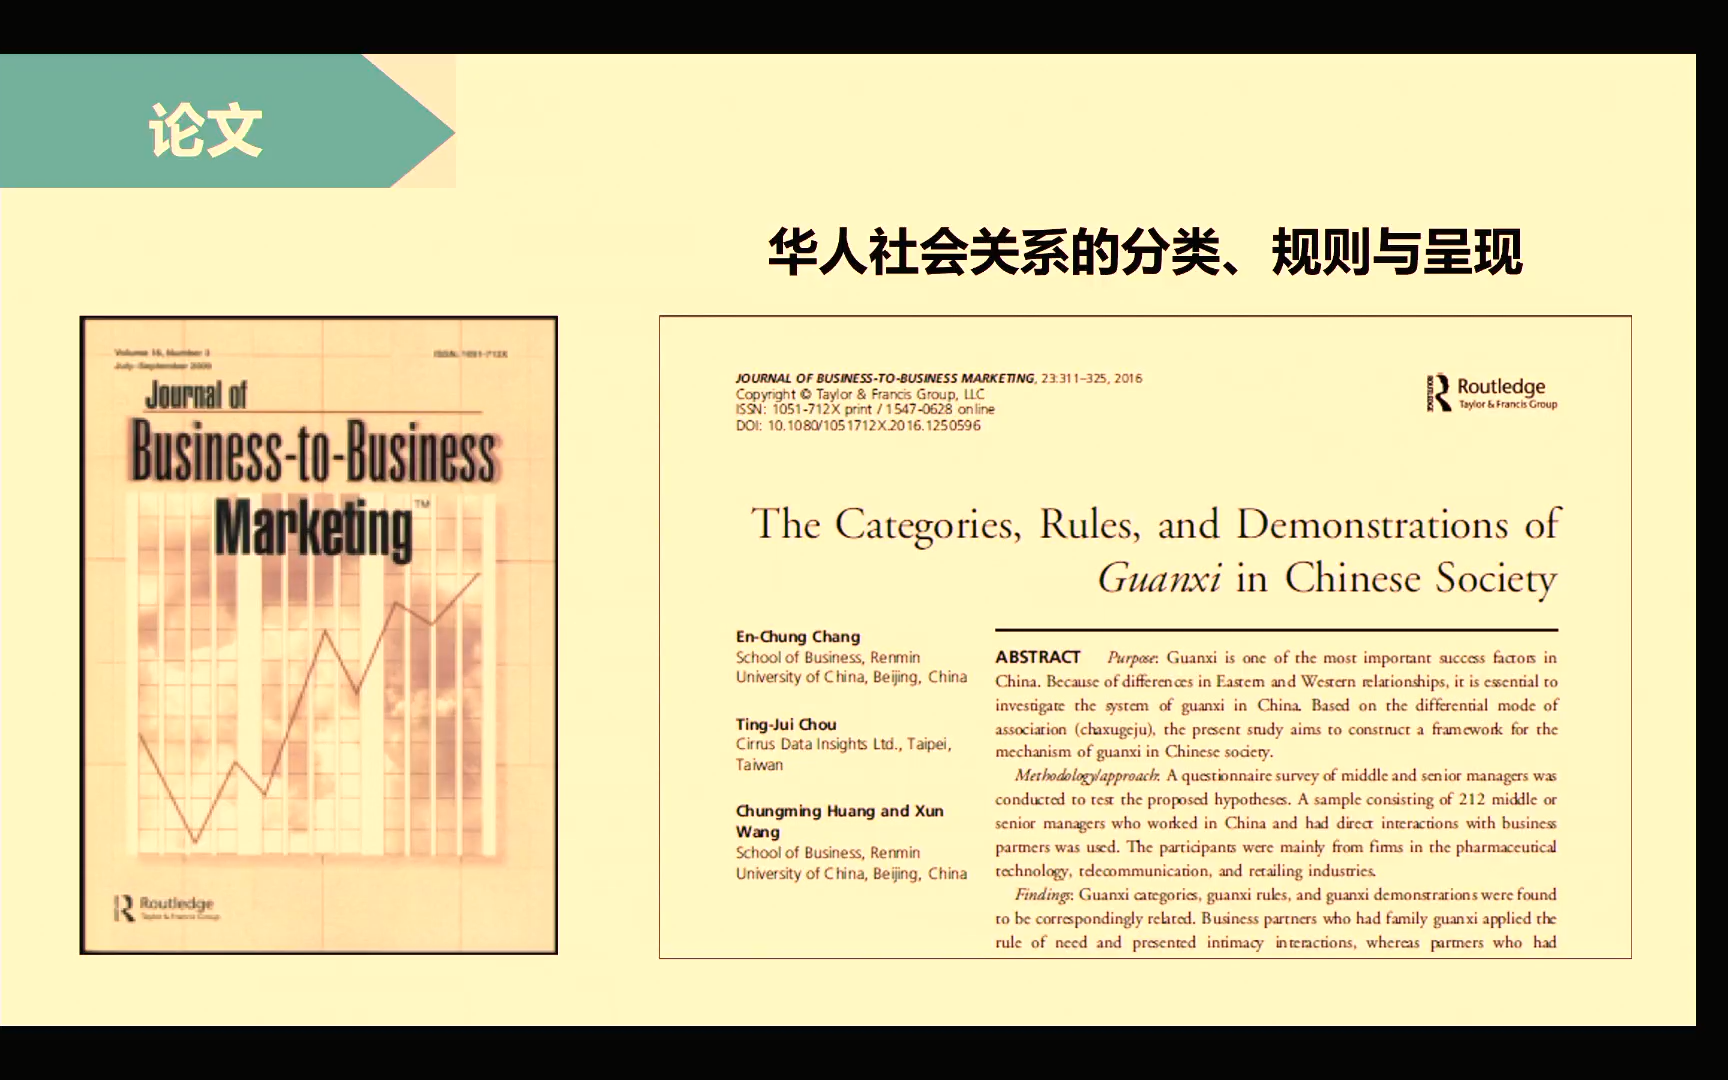 论文
华人社会关系的分类、规则与呈现
Volume 16, Number 3
ISSN: 1051-712X
July–September 2009
Journal of
Business-to-Business
Marketing™
Routledge
Taylor & Francis Group
JOURNAL OF BUSINESS-TO-BUSINESS MARKETING, 23:311–325, 2016
Copyright © Taylor & Francis Group, LLC
ISSN: 1051-712X print / 1547-0628 online
DOI: 10.1080/1051712X.2016.1250596
ROUTLEDGE
Routledge
Taylor & Francis Group
The Categories, Rules, and Demonstrations of
Guanxi in Chinese Society
En-Chung Chang
School of Business, Renmin
University of China, Beijing, China
Ting-Jui Chou
Cirrus Data Insights Ltd., Taipei,
Taiwan
Chungming Huang and Xun
Wang
School of Business, Renmin
University of China, Beijing, China
ABSTRACT Purpose: Guanxi is one of the most important success factors in
China. Because of differences in Eastern and Western relationships, it is essential to
investigate the system of guanxi in China. Based on the differential mode of
association (chaxugeju), the present study aims to construct a framework for the
mechanism of guanxi in Chinese society.
Methodology/approach: A questionnaire survey of middle and senior managers was
conducted to test the proposed hypotheses. A sample consisting of 212 middle or
senior managers who worked in China and had direct interactions with business
partners was used. The participants were mainly from firms in the pharmaceutical
technology, telecommunication, and retailing industries.
Findings: Guanxi categories, guanxi rules, and guanxi demonstrations were found
to be correspondingly related. Business partners who had family guanxi applied the
rule of need and presented intimacy interactions, whereas partners who had